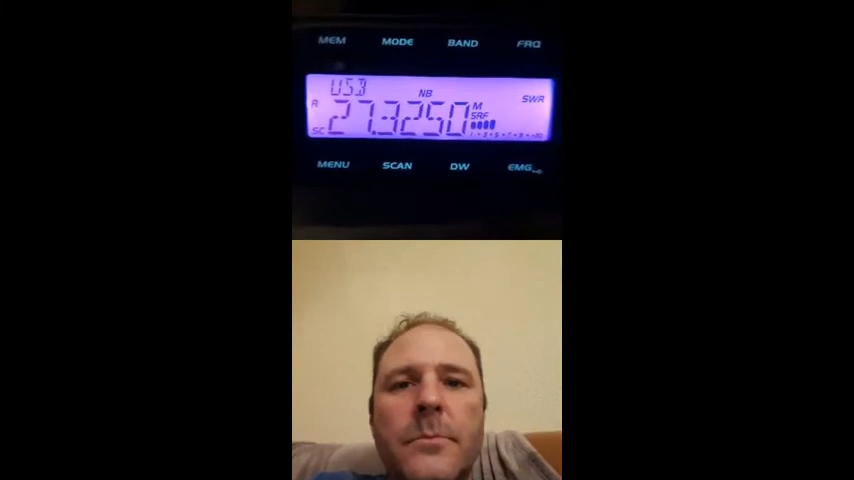 MEM MODE BAND FRQ
USB
NB SWR
R 27.3250 M
SRF
SC
MENU SCAN DW EMG